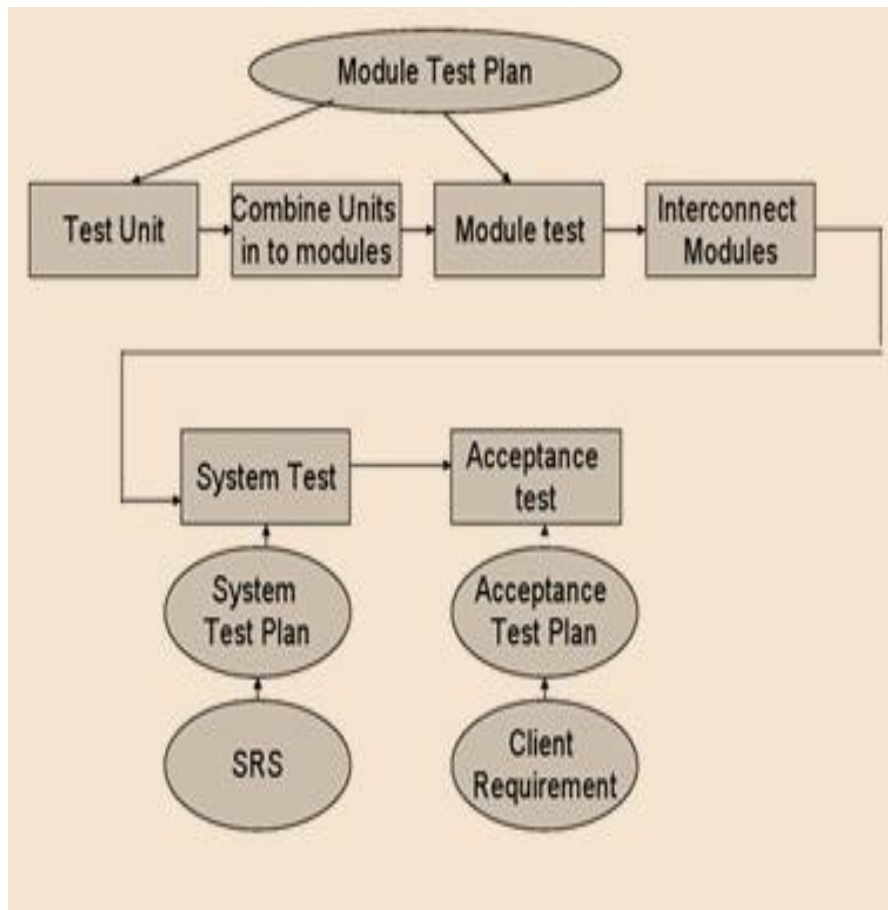 Module Test Plan
Test Unit
Combine Units
in to modules
Module test
Interconnect
Modules
System Test
Acceptance
test
System
Test Plan
Acceptance
Test Plan
SRS
Client
Requirement